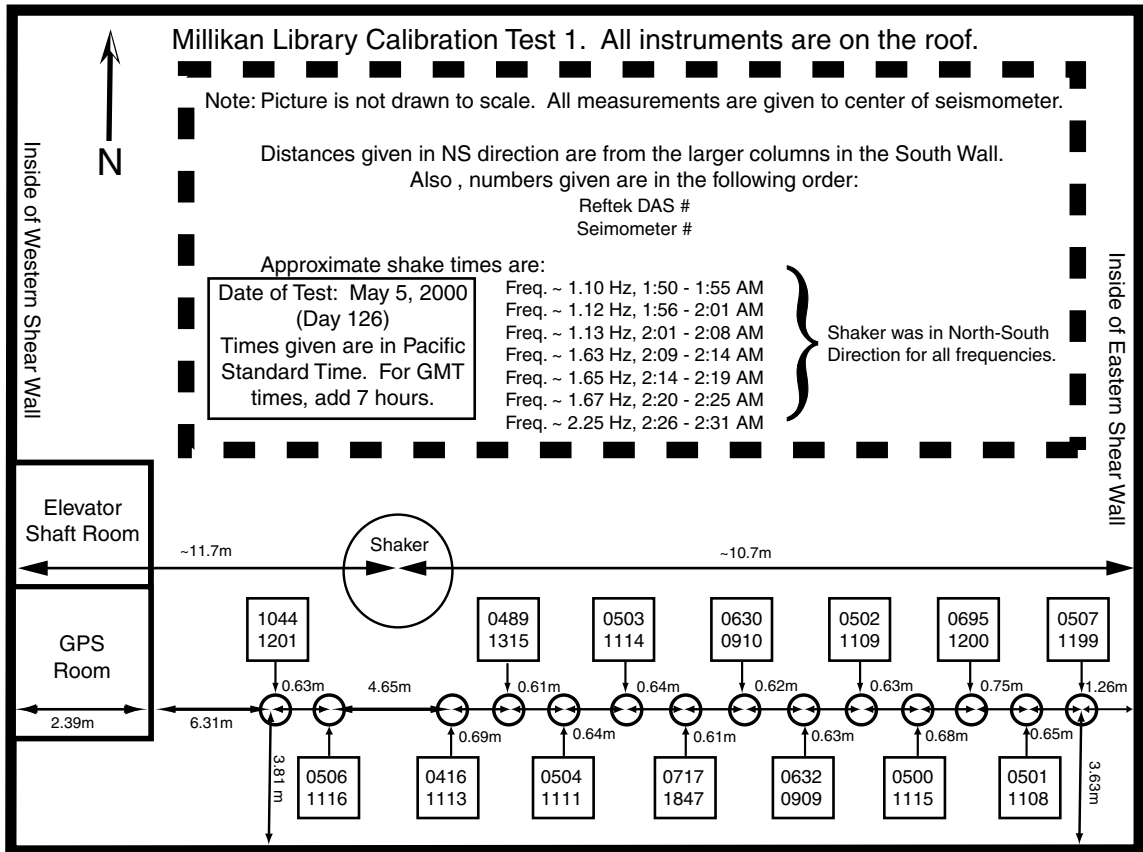 Millikan Library Calibration Test 1.  All instruments are on the roof.
Note: Picture is not drawn to scale.  All measurements are given to center of seismometer.
N
Inside of Western Shear Wall
Inside of Eastern Shear Wall
Distances given in NS direction are from the larger columns in the South Wall.
Also , numbers given are in the following order:
Reftek DAS #
Seimometer #
Approximate shake times are:
Date of Test:  May 5, 2000
(Day 126)
Times given are in Pacific
Standard Time.  For GMT
times, add 7 hours.
Freq. ~ 1.10 Hz, 1:50 - 1:55 AM
Freq. ~ 1.12 Hz, 1:56 - 2:01 AM
Freq. ~ 1.13 Hz, 2:01 - 2:08 AM
Freq. ~ 1.63 Hz, 2:09 - 2:14 AM
Freq. ~ 1.65 Hz, 2:14 - 2:19 AM
Freq. ~ 1.67 Hz, 2:20 - 2:25 AM
Freq. ~ 2.25 Hz, 2:26 - 2:31 AM
Shaker was in North-South
Direction for all frequencies.
Elevator
Shaft Room
~11.7m
Shaker
~10.7m
GPS
Room
2.39m
1044
1201
0489
1315
0503
1114
0630
0910
0502
1109
0695
1200
0507
1199
6.31m
0.63m
4.65m
0.69m
0.61m
0.64m
0.64m
0.61m
0.62m
0.63m
0.63m
0.68m
0.75m
0.65m
1.26m
3.81 m
3.63m
0506
1116
0416
1113
0504
1111
0717
1847
0632
0909
0500
1115
0501
1108